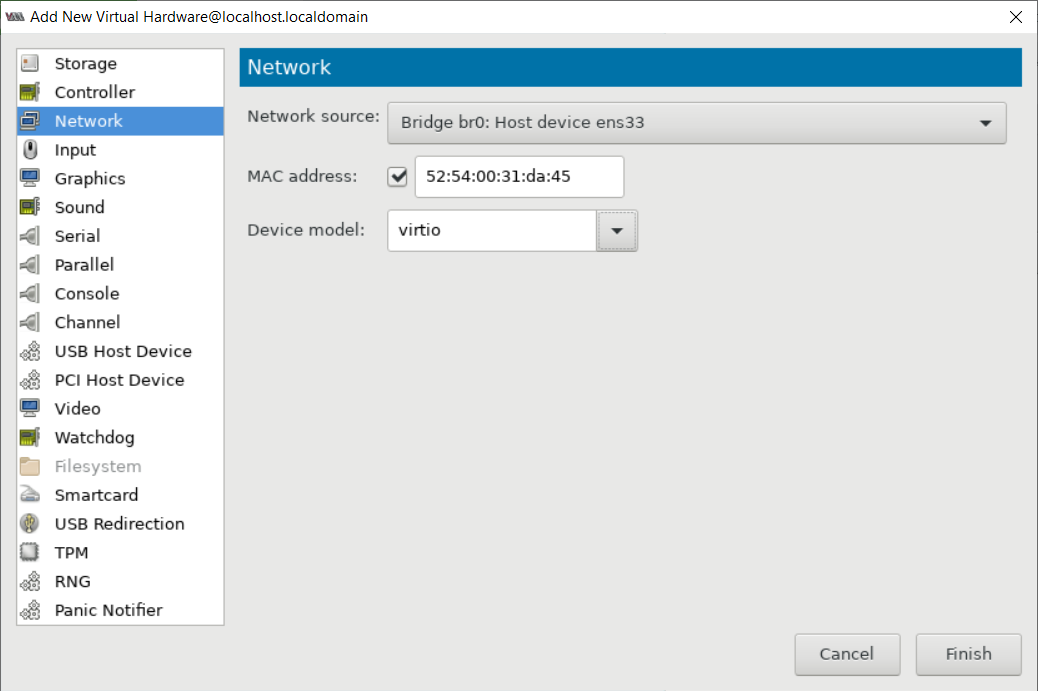 Add New Virtual Hardware@localhost.localdomain
Storage
Controller
Network
Input
Graphics
Sound
Serial
Parallel
Console
Channel
USB Host Device
PCI Host Device
Video
Watchdog
Filesystem
Smartcard
USB Redirection
TPM
RNG
Panic Notifier
Network
Network source: Bridge br0: Host device ens33
MAC address: 52:54:00:31:da:45
Device model: virtio
Cancel Finish